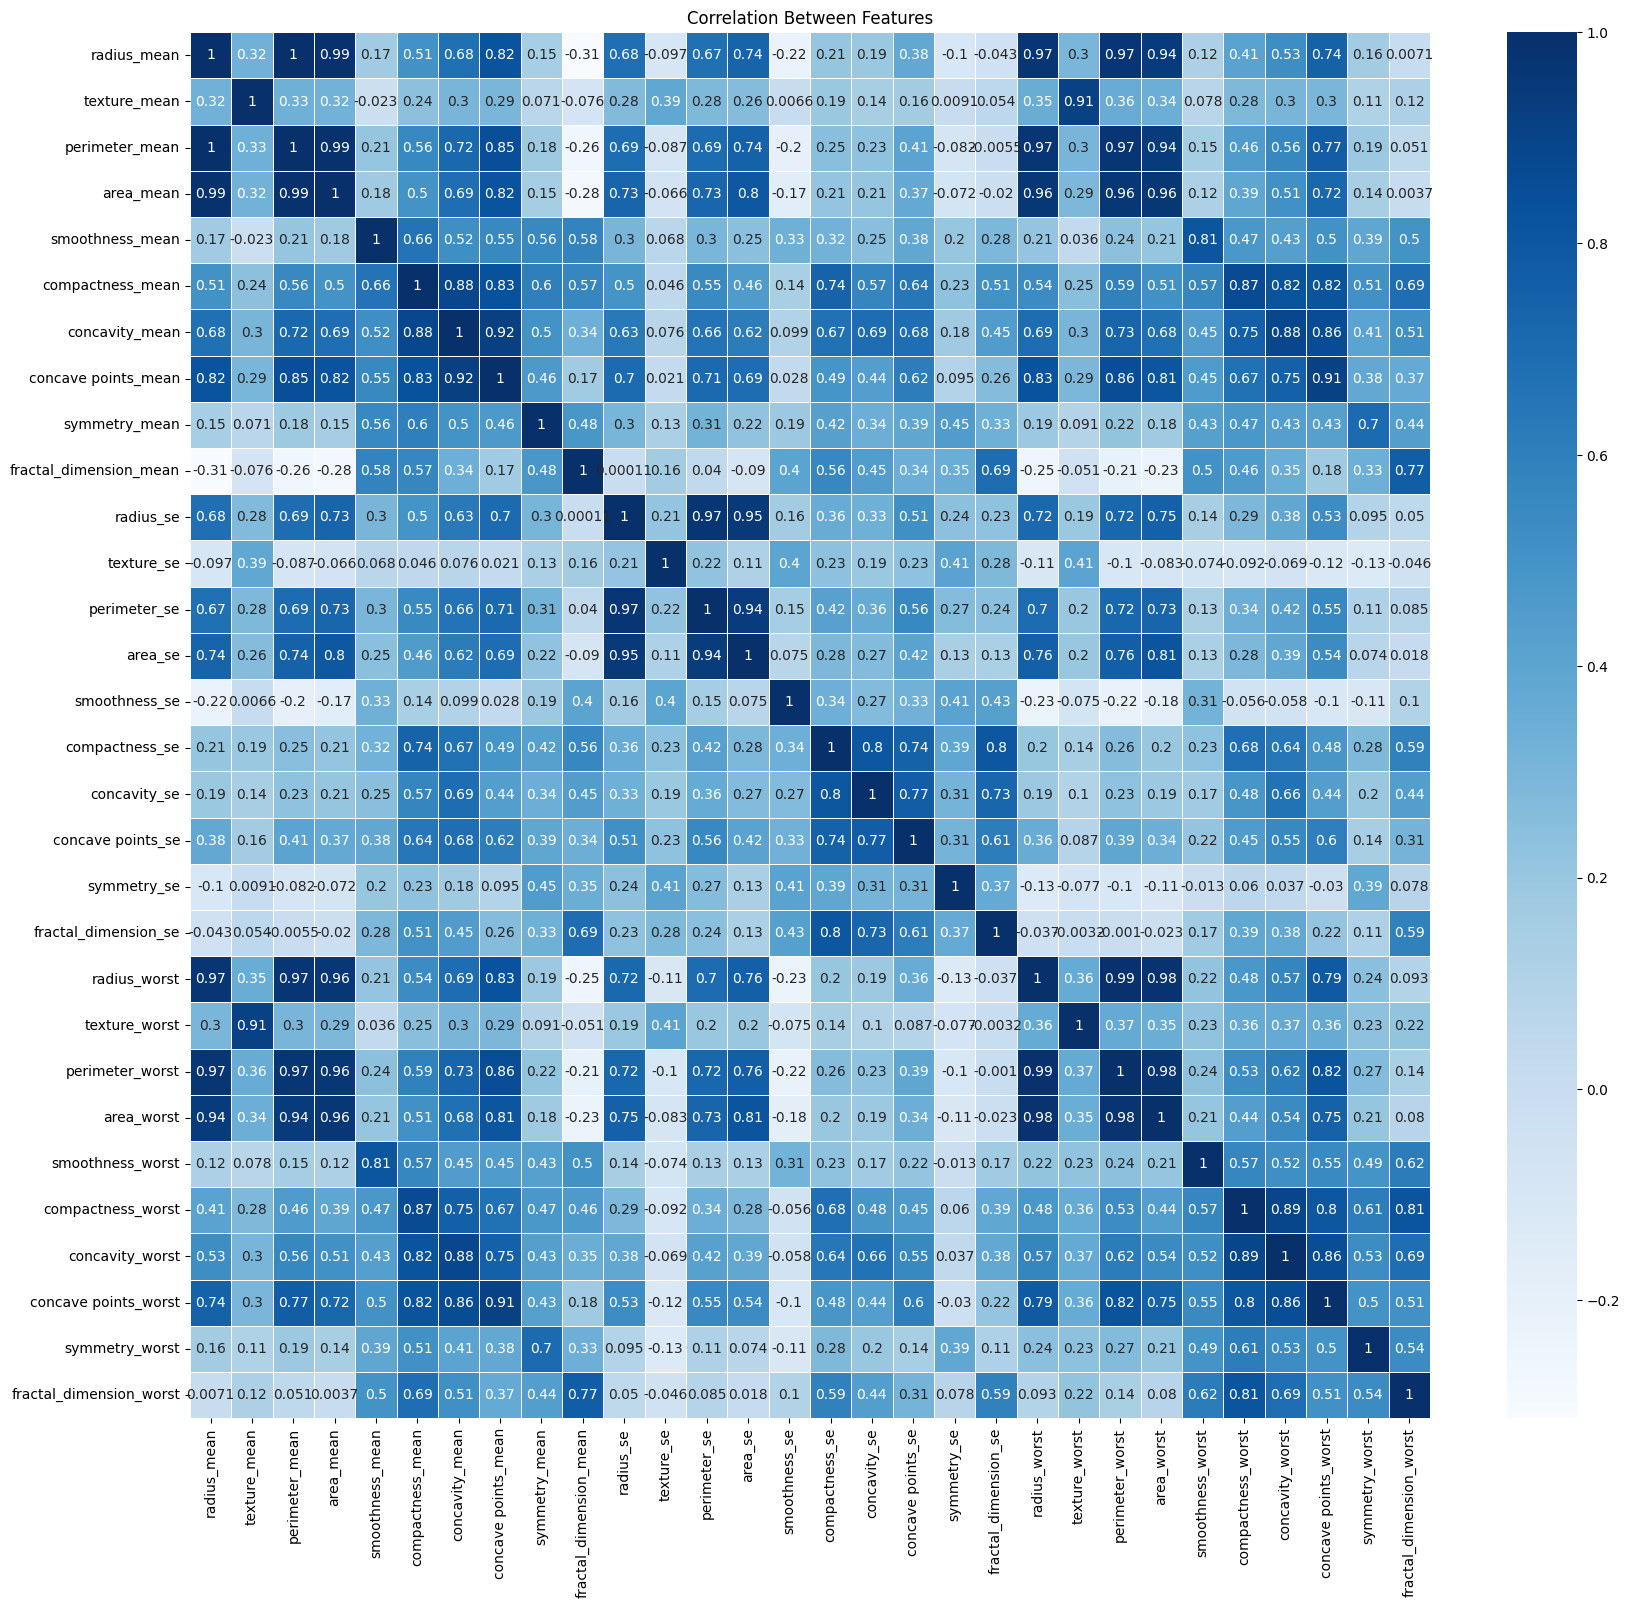 Correlation Between Features
radius_mean 1 0.32 1 0.99 0.17 0.51 0.68 0.82 0.15 -0.31 0.68 -0.097 0.67 0.74 -0.22 0.21 0.19 0.38 -0.1 -0.043 0.97 0.3 0.97 0.94 0.12 0.41 0.53 0.74 0.16 0.0071
texture_mean 0.32 1 0.33 0.32 -0.023 0.24 0.3 0.29 0.071 -0.076 0.28 0.39 0.28 0.26 0.0066 0.19 0.14 0.16 0.0091 0.054 0.35 0.91 0.36 0.34 0.078 0.28 0.3 0.3 0.11 0.12
perimeter_mean 1 0.33 1 0.99 0.21 0.56 0.72 0.85 0.18 -0.26 0.69 -0.087 0.69 0.74 -0.2 0.25 0.23 0.41 -0.082 -0.0055 0.97 0.3 0.97 0.94 0.15 0.46 0.56 0.77 0.19 0.051
area_mean 0.99 0.32 0.99 1 0.18 0.5 0.69 0.82 0.15 -0.28 0.73 -0.066 0.73 0.8 -0.17 0.21 0.21 0.37 -0.072 -0.02 0.96 0.29 0.96 0.96 0.12 0.39 0.51 0.72 0.14 0.0037
smoothness_mean 0.17 -0.023 0.21 0.18 1 0.66 0.52 0.55 0.56 0.58 0.3 0.068 0.3 0.25 0.33 0.32 0.25 0.38 0.2 0.28 0.21 0.036 0.24 0.21 0.81 0.47 0.43 0.5 0.39 0.5
compactness_mean 0.51 0.24 0.56 0.5 0.66 1 0.88 0.83 0.6 0.57 0.5 0.046 0.55 0.46 0.14 0.74 0.57 0.64 0.23 0.51 0.54 0.25 0.59 0.51 0.57 0.87 0.82 0.82 0.51 0.69
concavity_mean 0.68 0.3 0.72 0.69 0.52 0.88 1 0.92 0.5 0.34 0.63 0.076 0.66 0.62 0.099 0.67 0.69 0.68 0.18 0.45 0.69 0.3 0.73 0.68 0.45 0.75 0.88 0.86 0.41 0.51
concave points_mean 0.82 0.29 0.85 0.82 0.55 0.83 0.92 1 0.46 0.17 0.7 0.021 0.71 0.69 0.028 0.49 0.44 0.62 0.095 0.26 0.83 0.29 0.86 0.81 0.45 0.67 0.75 0.91 0.38 0.37
symmetry_mean 0.15 0.071 0.18 0.15 0.56 0.6 0.5 0.46 1 0.48 0.3 0.13 0.31 0.22 0.19 0.42 0.34 0.39 0.45 0.33 0.19 0.091 0.22 0.18 0.43 0.47 0.43 0.43 0.7 0.44
fractal_dimension_mean -0.31 -0.076 -0.26 -0.28 0.58 0.57 0.34 0.17 0.48 1 0.00011 0.16 0.04 -0.09 0.4 0.56 0.45 0.34 0.35 0.69 -0.25 -0.051 -0.21 -0.23 0.5 0.46 0.35 0.18 0.33 0.77
radius_se 0.68 0.28 0.69 0.73 0.3 0.5 0.63 0.7 0.3 0.00011 1 0.21 0.97 0.95 0.16 0.36 0.33 0.51 0.24 0.23 0.72 0.19 0.72 0.75 0.14 0.29 0.38 0.53 0.095 0.05
texture_se -0.097 0.39 -0.087 -0.066 0.068 0.046 0.076 0.021 0.13 0.16 0.21 1 0.22 0.11 0.4 0.23 0.19 0.23 0.41 0.28 -0.11 0.41 -0.1 -0.083 -0.074 -0.092 -0.069 -0.12 -0.13 -0.046
perimeter_se 0.67 0.28 0.69 0.73 0.3 0.55 0.66 0.71 0.31 0.04 0.97 0.22 1 0.94 0.15 0.42 0.36 0.56 0.27 0.24 0.7 0.2 0.72 0.73 0.13 0.34 0.42 0.55 0.11 0.085
area_se 0.74 0.26 0.74 0.8 0.25 0.46 0.62 0.69 0.22 -0.09 0.95 0.11 0.94 1 0.075 0.28 0.27 0.42 0.13 0.13 0.76 0.2 0.76 0.81 0.13 0.28 0.39 0.54 0.074 0.018
smoothness_se -0.22 0.0066 -0.2 -0.17 0.33 0.14 0.099 0.028 0.19 0.4 0.16 0.4 0.15 0.075 1 0.34 0.27 0.33 0.41 0.43 -0.23 -0.075 -0.22 -0.18 0.31 -0.056 -0.058 -0.1 -0.11 0.1
compactness_se 0.21 0.19 0.25 0.21 0.32 0.74 0.67 0.49 0.42 0.56 0.36 0.23 0.42 0.28 0.34 1 0.8 0.74 0.39 0.8 0.2 0.14 0.26 0.2 0.23 0.68 0.64 0.48 0.28 0.59
concavity_se 0.19 0.14 0.23 0.21 0.25 0.57 0.69 0.44 0.34 0.45 0.33 0.19 0.36 0.27 0.27 0.8 1 0.77 0.31 0.73 0.19 0.1 0.23 0.19 0.17 0.48 0.66 0.44 0.2 0.44
concave points_se 0.38 0.16 0.41 0.37 0.38 0.64 0.68 0.62 0.39 0.34 0.51 0.23 0.56 0.42 0.33 0.74 0.77 1 0.31 0.61 0.36 0.087 0.39 0.34 0.22 0.45 0.55 0.6 0.14 0.31
symmetry_se -0.1 0.0091 -0.082 -0.072 0.2 0.23 0.18 0.095 0.45 0.35 0.24 0.41 0.27 0.13 0.41 0.39 0.31 0.31 1 0.37 -0.13 -0.077 -0.1 -0.11 -0.013 0.06 0.037 -0.03 0.39 0.078
fractal_dimension_se -0.043 0.054 -0.0055 -0.02 0.28 0.51 0.45 0.26 0.33 0.69 0.23 0.28 0.24 0.13 0.43 0.8 0.73 0.61 0.37 1 -0.037 -0.0032 -0.001 -0.023 0.17 0.39 0.38 0.22 0.11 0.59
radius_worst 0.97 0.35 0.97 0.96 0.21 0.54 0.69 0.83 0.19 -0.25 0.72 -0.11 0.7 0.76 -0.23 0.2 0.19 0.36 -0.13 -0.037 1 0.36 0.99 0.98 0.22 0.48 0.57 0.79 0.24 0.093
texture_worst 0.3 0.91 0.3 0.29 0.036 0.25 0.3 0.29 0.091 -0.051 0.19 0.41 0.2 0.2 -0.075 0.14 0.1 0.087 -0.077 -0.0032 0.36 1 0.37 0.35 0.23 0.36 0.37 0.36 0.23 0.22
perimeter_worst 0.97 0.36 0.97 0.96 0.24 0.59 0.73 0.86 0.22 -0.21 0.72 -0.1 0.72 0.76 -0.22 0.26 0.23 0.39 -0.1 -0.001 0.99 0.37 1 0.98 0.24 0.53 0.62 0.82 0.27 0.14
area_worst 0.94 0.34 0.94 0.96 0.21 0.51 0.68 0.81 0.18 -0.23 0.75 -0.083 0.73 0.81 -0.18 0.2 0.19 0.34 -0.11 -0.023 0.98 0.35 0.98 1 0.21 0.44 0.54 0.75 0.21 0.08
smoothness_worst 0.12 0.078 0.15 0.12 0.81 0.57 0.45 0.45 0.43 0.5 0.14 -0.074 0.13 0.13 0.31 0.23 0.17 0.22 -0.013 0.17 0.22 0.23 0.24 0.21 1 0.57 0.52 0.55 0.49 0.62
compactness_worst 0.41 0.28 0.46 0.39 0.47 0.87 0.75 0.67 0.47 0.46 0.29 -0.092 0.34 0.28 -0.056 0.68 0.48 0.45 0.06 0.39 0.48 0.36 0.53 0.44 0.57 1 0.89 0.8 0.61 0.81
concavity_worst 0.53 0.3 0.56 0.51 0.43 0.82 0.88 0.75 0.43 0.35 0.38 -0.069 0.42 0.39 -0.058 0.64 0.66 0.55 0.037 0.38 0.57 0.37 0.62 0.54 0.52 0.89 1 0.86 0.53 0.69
concave points_worst 0.74 0.3 0.77 0.72 0.5 0.82 0.86 0.91 0.43 0.18 0.53 -0.12 0.55 0.54 -0.1 0.48 0.44 0.6 -0.03 0.22 0.79 0.36 0.82 0.75 0.55 0.8 0.86 1 0.5 0.51
symmetry_worst 0.16 0.11 0.19 0.14 0.39 0.51 0.41 0.38 0.7 0.33 0.095 -0.13 0.11 0.074 -0.11 0.28 0.2 0.14 0.39 0.11 0.24 0.23 0.27 0.21 0.49 0.61 0.53 0.5 1 0.54
fractal_dimension_worst 0.0071 0.12 0.051 0.0037 0.5 0.69 0.51 0.37 0.44 0.77 0.05 -0.046 0.085 0.018 0.1 0.59 0.44 0.31 0.078 0.59 0.093 0.22 0.14 0.08 0.62 0.81 0.69 0.51 0.54 1
radius_mean
texture_mean
perimeter_mean
area_mean
smoothness_mean
compactness_mean
concavity_mean
concave points_mean
symmetry_mean
fractal_dimension_mean
radius_se
texture_se
perimeter_se
area_se
smoothness_se
compactness_se
concavity_se
concave points_se
symmetry_se
fractal_dimension_se
radius_worst
texture_worst
perimeter_worst
area_worst
smoothness_worst
compactness_worst
concavity_worst
concave points_worst
symmetry_worst
fractal_dimension_worst
1.0
0.8
0.6
0.4
0.2
0.0
−0.2